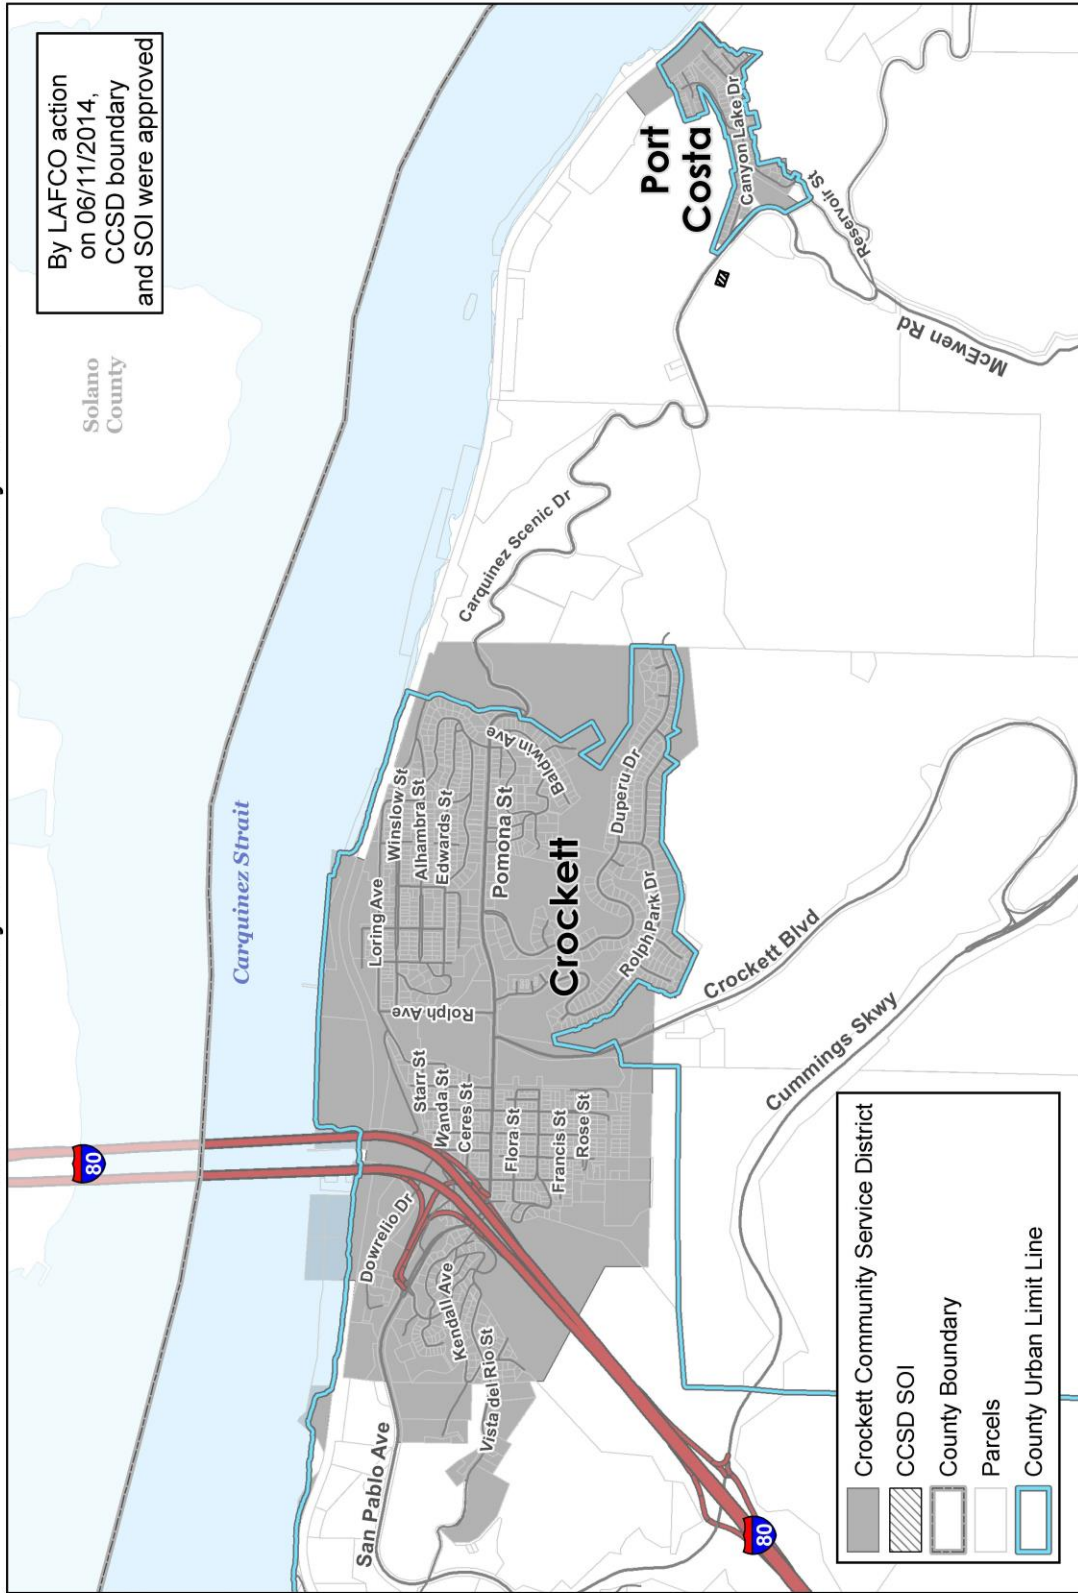 By LAFCO action
on 06/11/2014,
CCSD boundary
and SOI were approved
Solano
County
Carquinez Strait
80
Port
Costa
Canyon Lake Dr
Reservoir St
McEwen Rd
Carquinez Scenic Dr
Winslow St
Alhambra St
Edwards St
Loring Ave
Pomona St
Baldwin Ave
Duperu Dr
Crockett
Rolph Park Dr
Rolph Ave
Crockett Blvd
Cummings Skwy
Starr St
Wanda St
Ceres St
Flora St
Francis St
Rose St
Dowrelio Dr
Kendall Ave
Vista del Rio St
San Pablo Ave
80
Crockett Community Service District
CCSD SOI
County Boundary
Parcels
County Urban Limit Line